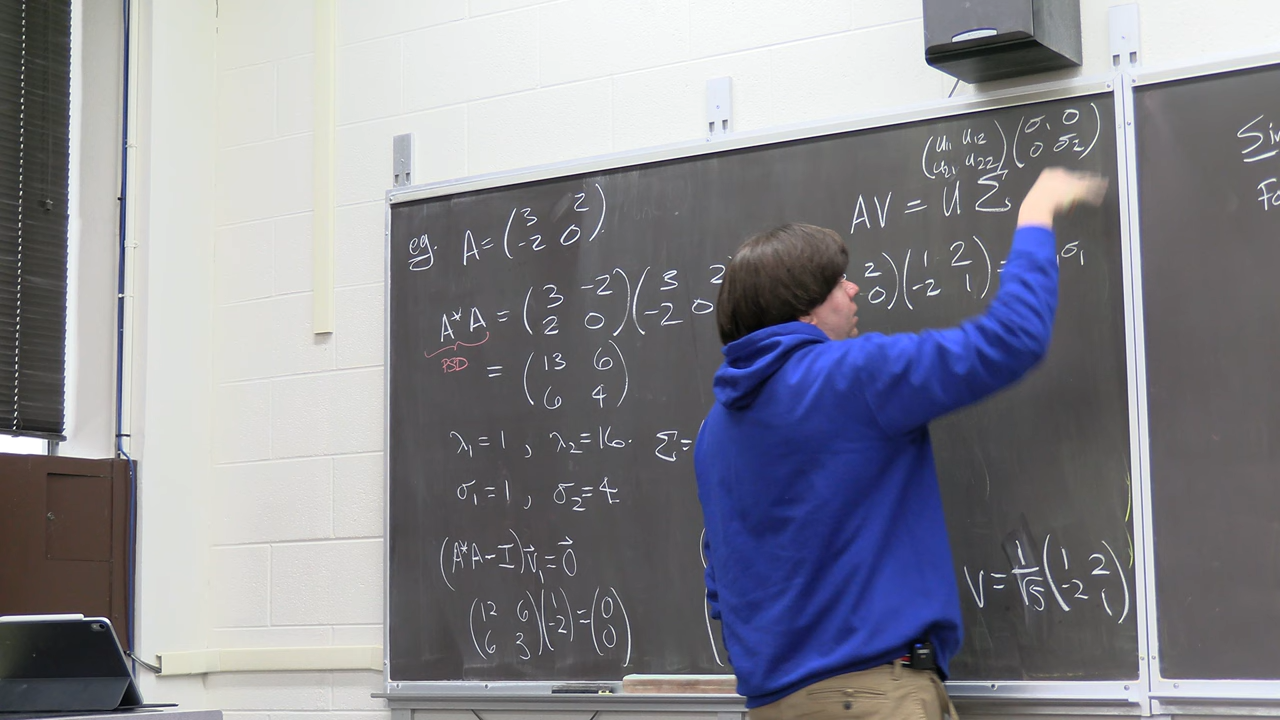 eg. A = (3 2 / -2 0).
A*A = (3 -2 / 2 0)(3 2 / -2 0
PSD
= (13 6 / 6 4)
λ₁ = 1 , λ₂ = 16. Σ =
σ₁ = 1 , σ₂ = 4
(A*A - I)v⃗₁ = 0⃗
(12 6 / 6 3)(1 / -2) = (0 / 0)
(u₁₁ u₁₂ / u₂₁ u₂₂)(σ₁ 0 / 0 σ₂)
AV = U Σ
2 / 0)(1 2 / -2 1) = σ₁
V = 1/√5 (1 2 / -2 1)